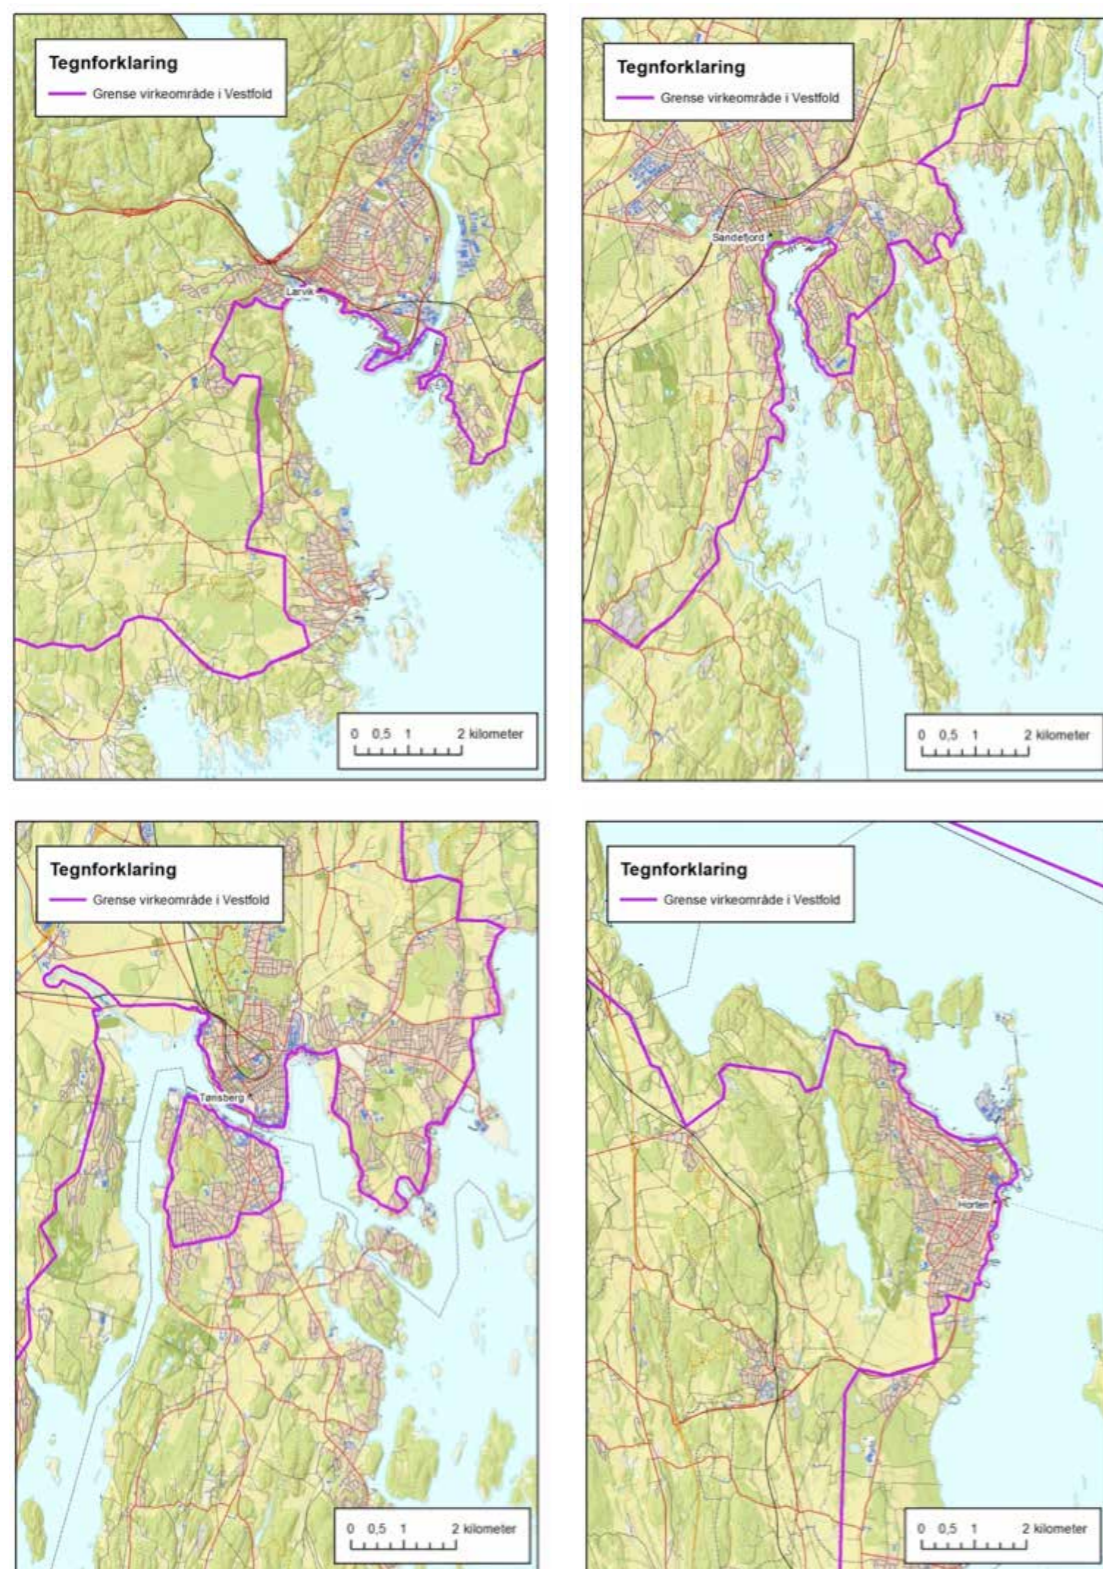 Tegnforklaring
Grense virkeområde i Vestfold
Larvik
0 0,5 1 2 kilometer
Tegnforklaring
Grense virkeområde i Vestfold
Sandefjord
0 0,5 1 2 kilometer
Tegnforklaring
Grense virkeområde i Vestfold
Tønsberg
0 0,5 1 2 kilometer
Tegnforklaring
Grense virkeområde i Vestfold
Horten
0 0,5 1 2 kilometer